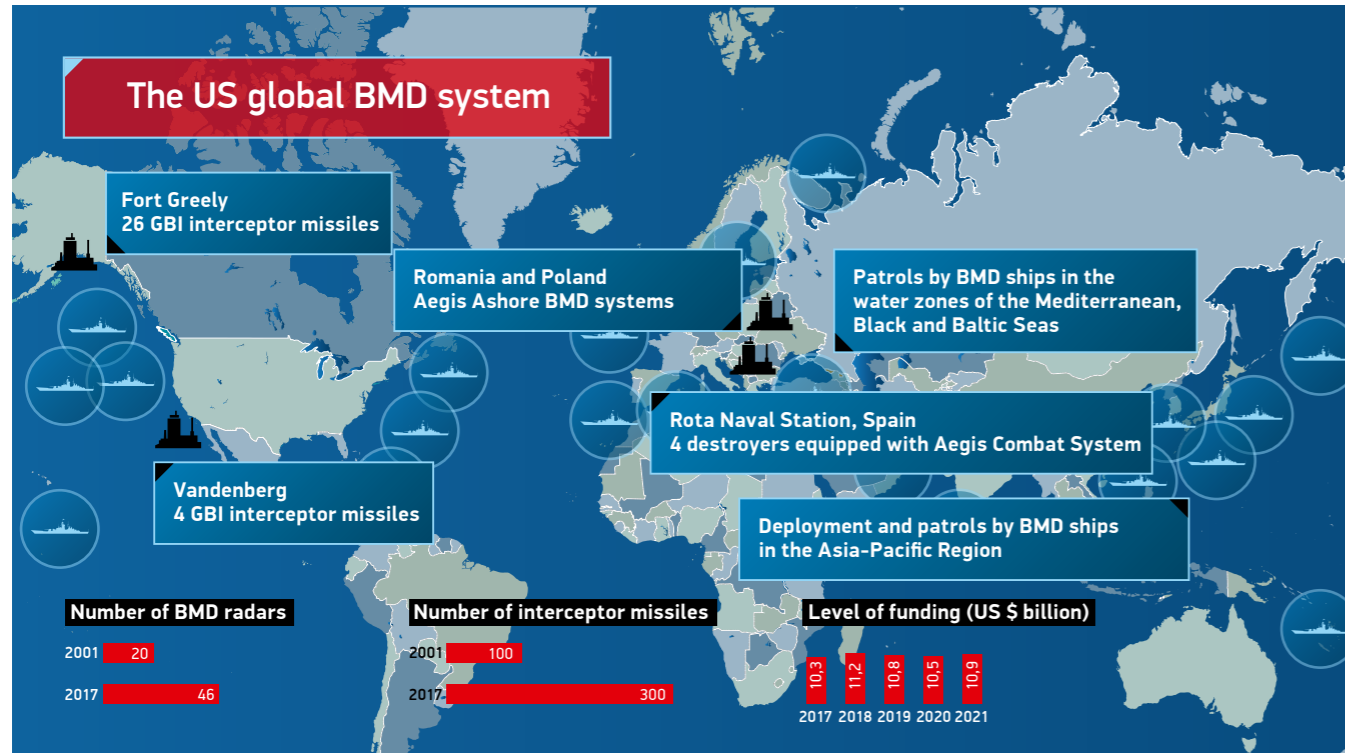 The US global BMD system
Fort Greely
26 GBI interceptor missiles
Romania and Poland
Aegis Ashore BMD systems
Patrols by BMD ships in the
water zones of the Mediterranean,
Black and Baltic Seas
Rota Naval Station, Spain
4 destroyers equipped with Aegis Combat System
Vandenberg
4 GBI interceptor missiles
Deployment and patrols by BMD ships
in the Asia-Pacific Region
Number of BMD radars
2001 20
2017 46
Number of interceptor missiles
2001 100
2017 300
Level of funding (US $ billion)
10,3 11,2 10,8 10,5 10,9
2017 2018 2019 2020 2021